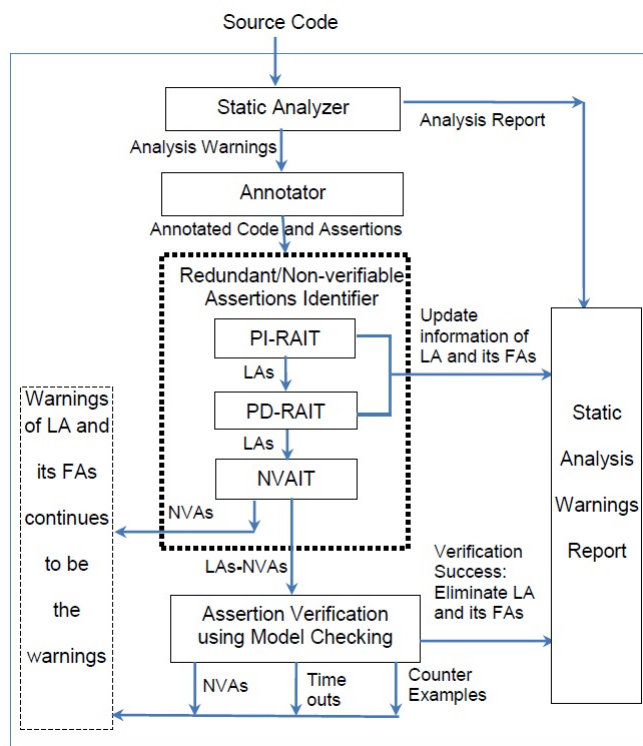 Source Code
Static Analyzer
Analysis Report
Analysis Warnings
Annotator
Annotated Code and Assertions
Redundant/Non-verifiable
Assertions Identifier
PI-RAIT
LAs
PD-RAIT
LAs
NVAIT
NVAs
LAs-NVAs
Update
information of
LA and its FAs
Warnings
of LA and
its FAs
continues
to be
the
warnings
Static
Analysis
Warnings
Report
Verification
Success:
Eliminate LA
and its FAs
Assertion Verification
using Model Checking
NVAs
Time
outs
Counter
Examples